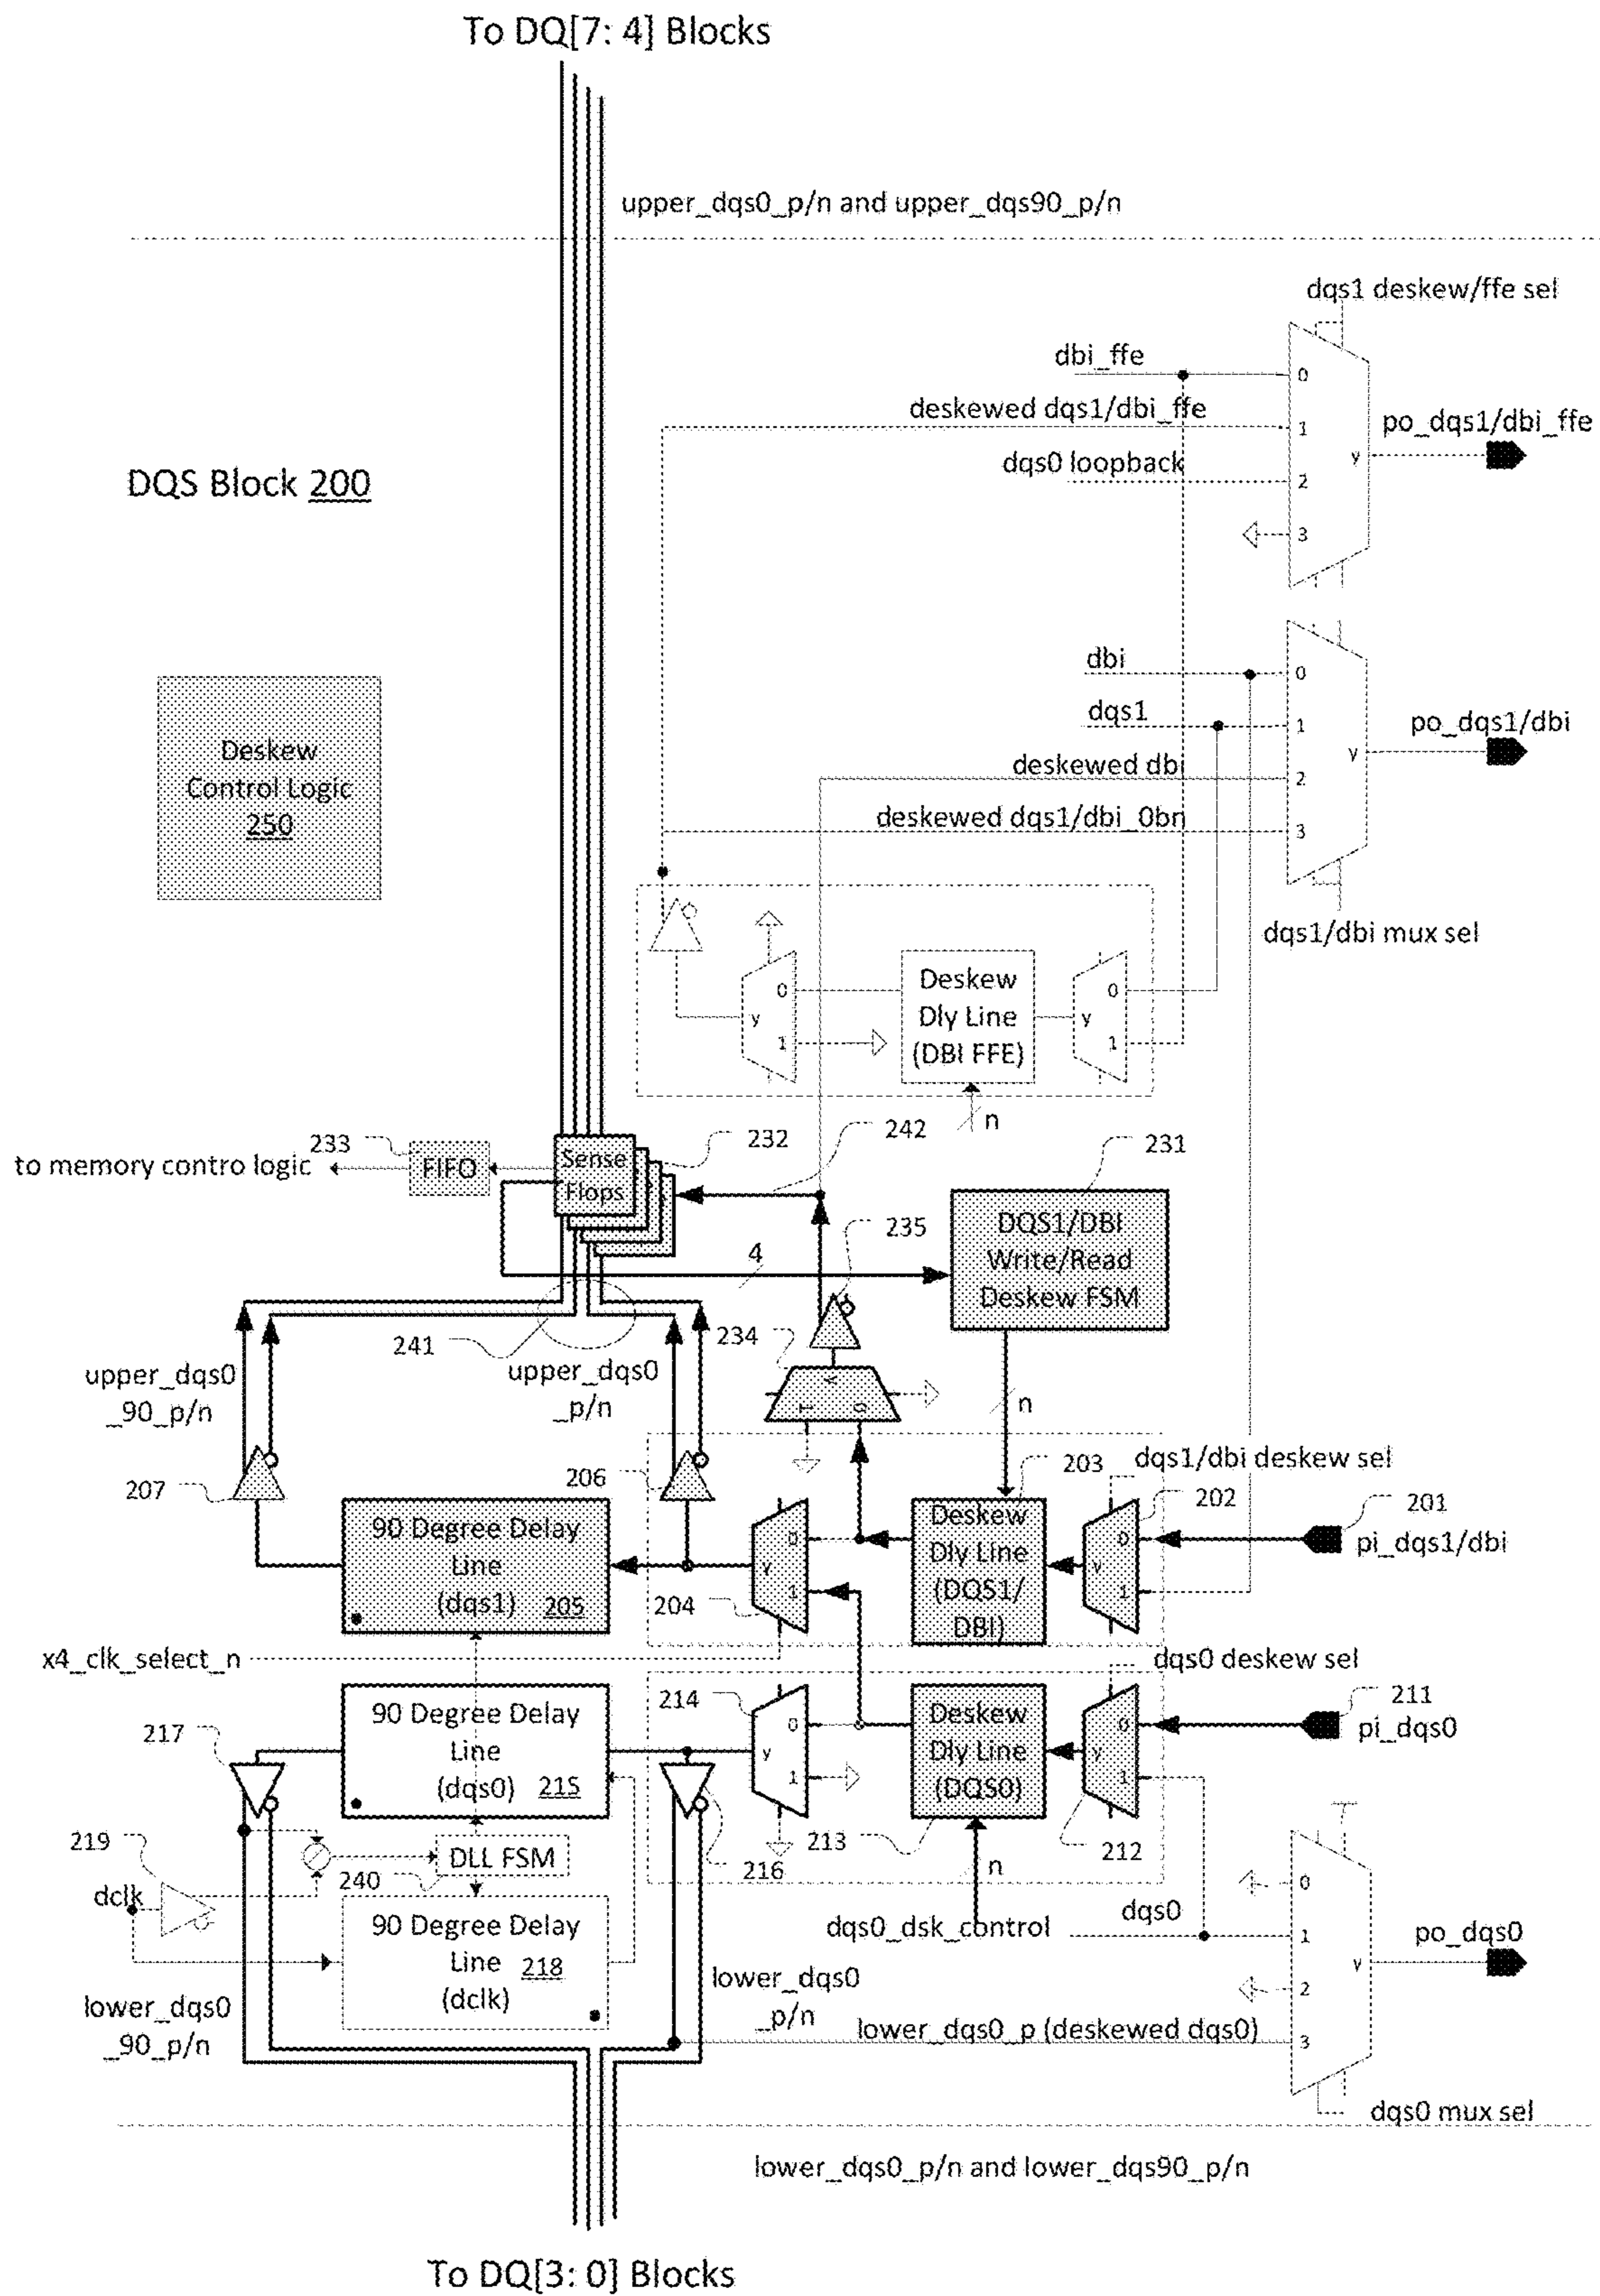 To DQ[7: 4] Blocks
upper_dqs0_p/n and upper_dqs90_p/n
dqs1 deskew/ffe sel
dbi_ffe
0
deskewed dqs1/dbi_ffe
1
po_dqs1/dbi_ffe
y
dqs0 loopback
2
DQS Block 200
3
dbi
0
dqs1
1
po_dqs1/dbi
y
deskewed dbi
2
deskewed dqs1/dbi_0bn
3
Deskew
Control Logic
250
dqs1/dbi mux sel
Deskew
Dly Line
(DBI FFE)
0
y
1
0
y
1
n
233
232
242
231
to memory contro logic
FIFO
Sense
Flops
235
DQS1/DBI
Write/Read
Deskew FSM
4
234
241
upper_dqs0
_90_p/n
upper_dqs0
_p/n
y
1
0
n
207
206
203
dqs1/dbi deskew sel
202
201
pi_dqs1/dbi
90 Degree Delay
Line
(dqs1) 205
0
y
1
204
Deskew
Dly Line
(DQS1/
DBI)
0
y
1
x4_clk_select_n
dqs0 deskew sel
217
90 Degree Delay
Line
(dqs0) 215
214
0
y
1
Deskew
Dly Line
(DQS0)
0
y
1
211
pi_dqs0
219
DLL FSM
240
216
213
n
212
dclk
90 Degree Delay
Line 218
(dclk)
dqs0_dsk_control
dqs0
0
1
po_dqs0
y
2
lower_dqs0
_90_p/n
lower_dqs0
_p/n
lower_dqs0_p (deskewed dqs0)
3
dqs0 mux sel
lower_dqs0_p/n and lower_dqs90_p/n
To DQ[3: 0] Blocks